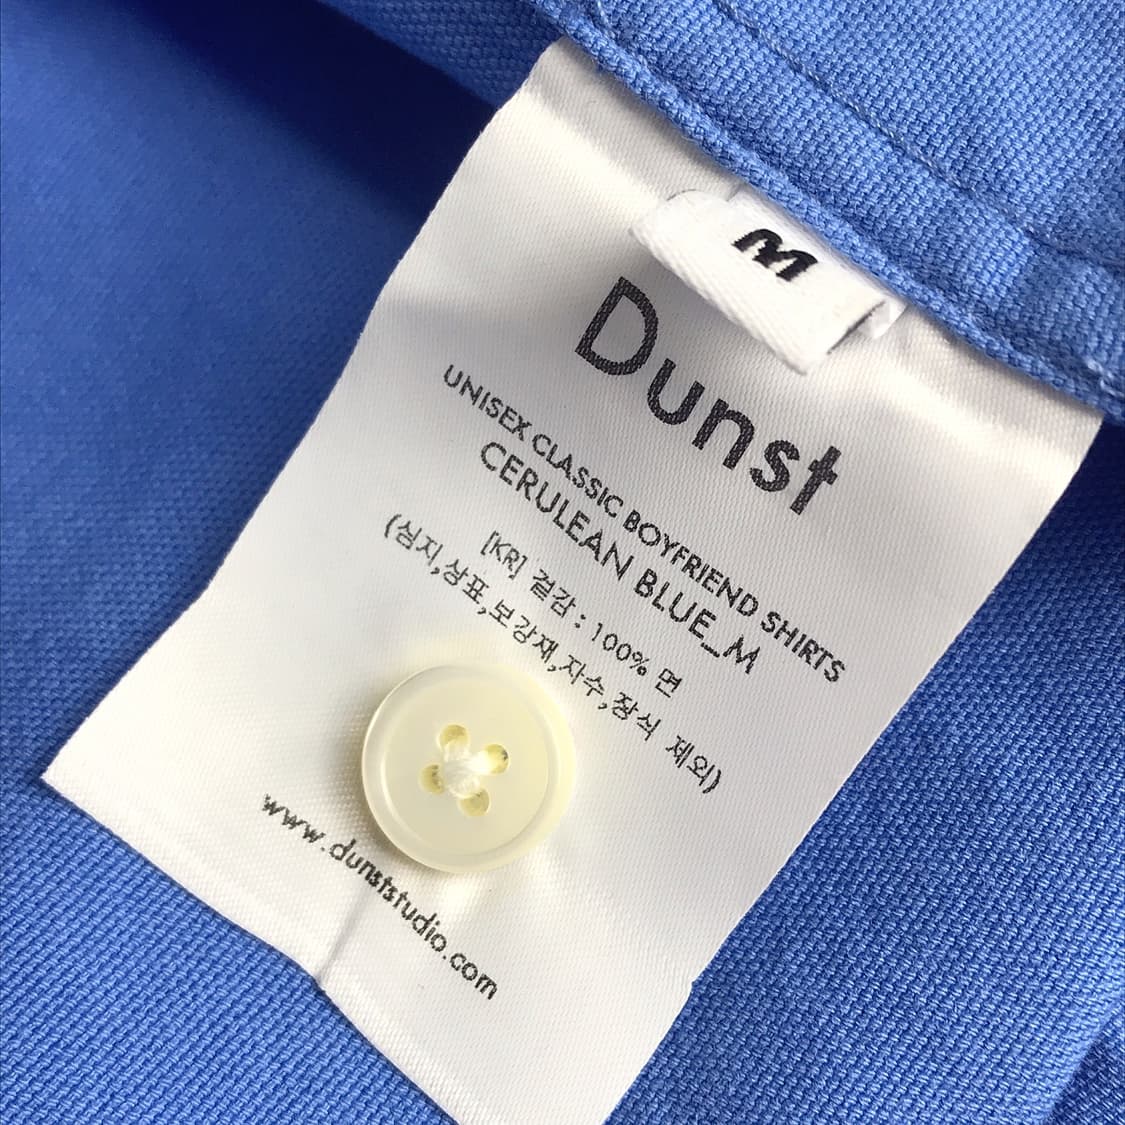 M
Dunst
UNISEX CLASSIC BOYFRIEND SHIRTS
CERULEAN BLUE_M
[KR] 겉감 : 100% 면
(심지,상표,보강재,자수,장식 제외)
www.dunststudio.com